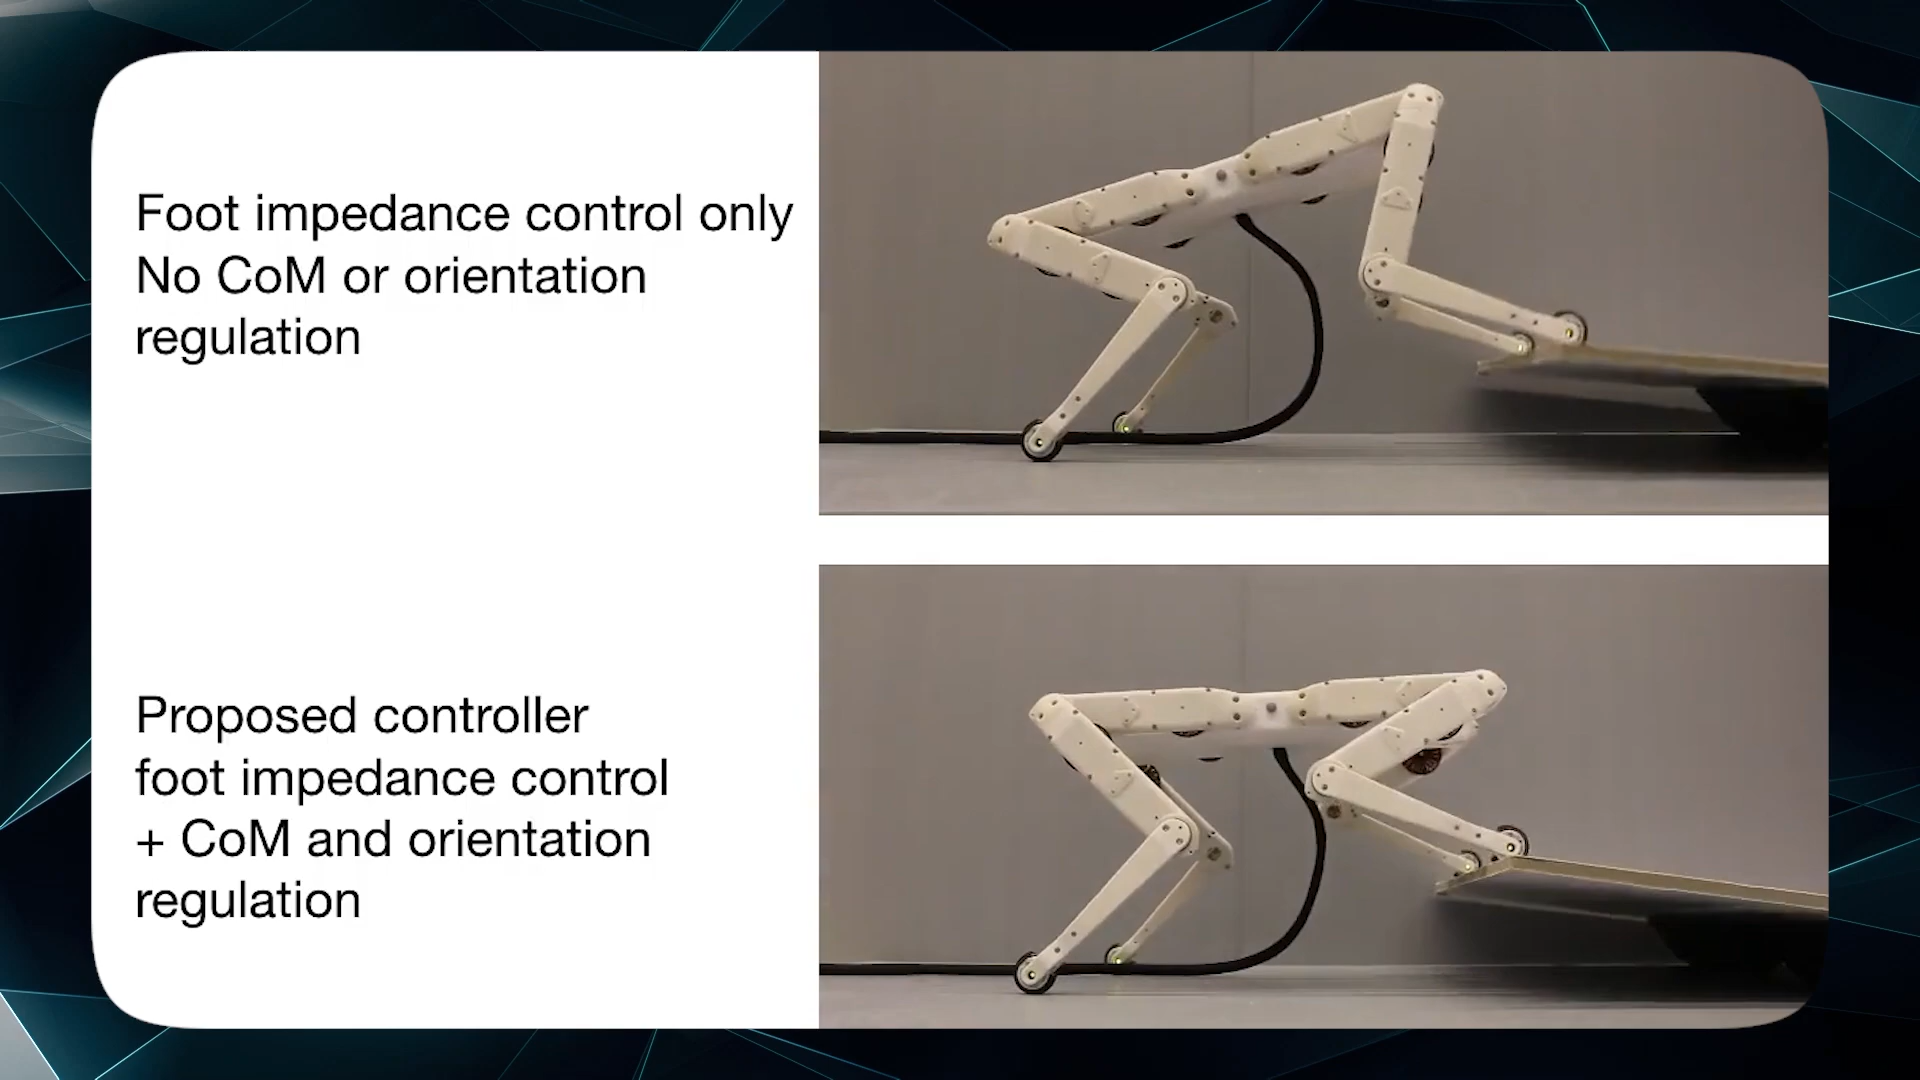 Foot impedance control only
No CoM or orientation
regulation
Proposed controller
foot impedance control
+ CoM and orientation
regulation